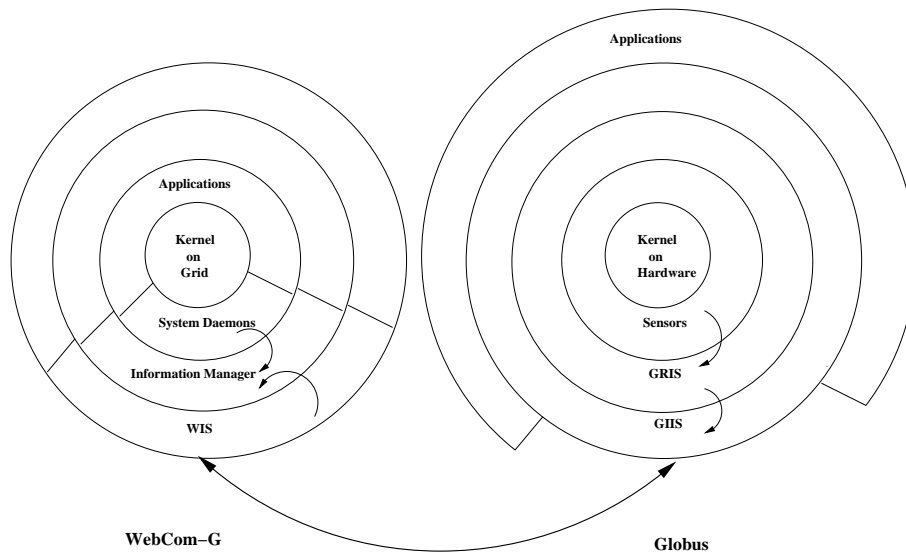 Applications
Kernel
on
Grid
System Daemons
Information Manager
WIS
WebCom-G
Applications
Kernel
on
Hardware
Sensors
GRIS
GIIS
Globus